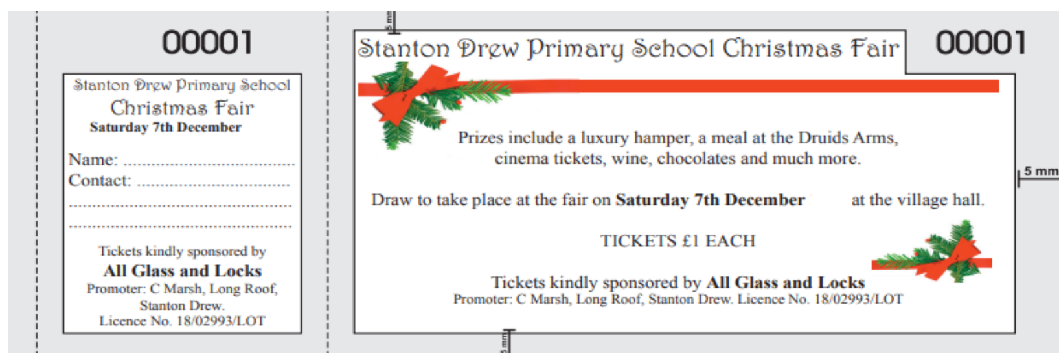 00001
Stanton Drew Primary School
Christmas Fair
Saturday 7th December
Name: ............................................
Contact: ........................................
......................................................
......................................................
Tickets kindly sponsored by
All Glass and Locks
Promoter: C Marsh, Long Roof,
Stanton Drew.
Licence No. 18/02993/LOT
5 mm
Stanton Drew Primary School Christmas Fair
00001
Prizes include a luxury hamper, a meal at the Druids Arms,
cinema tickets, wine, chocolates and much more.
5 mm
Draw to take place at the fair on Saturday 7th December at the village hall.
TICKETS £1 EACH
Tickets kindly sponsored by All Glass and Locks
Promoter: C Marsh, Long Roof, Stanton Drew. Licence No. 18/02993/LOT
5 mm